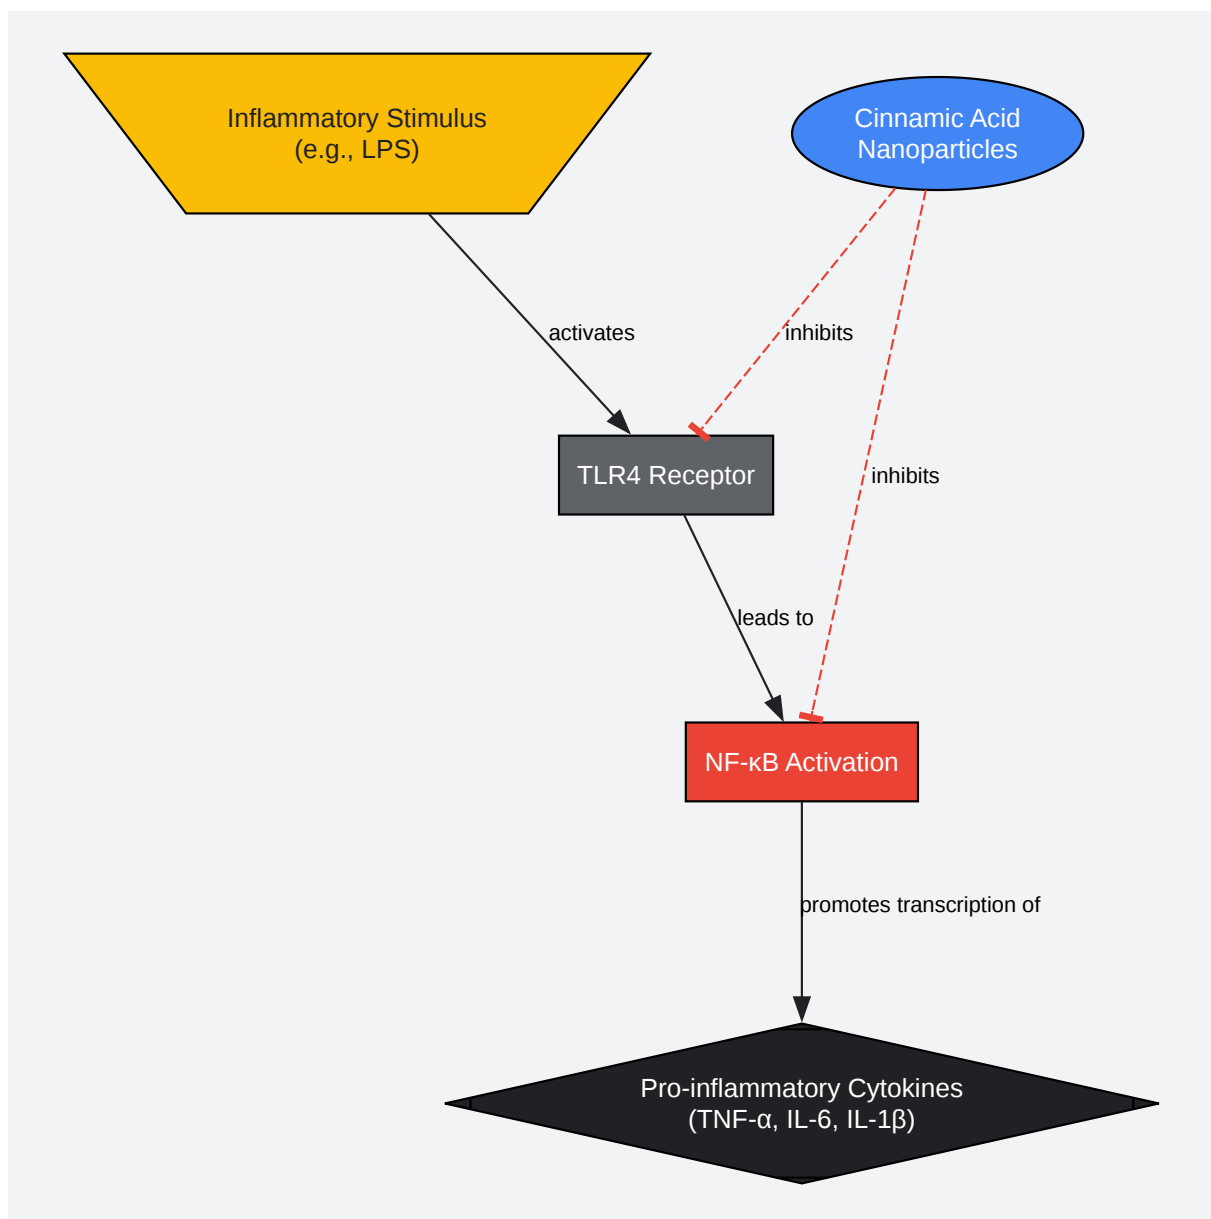 Inflammatory Stimulus
(e.g., LPS)
Cinnamic Acid
Nanoparticles
activates
inhibits
TLR4 Receptor
inhibits
leads to
NF-κB Activation
promotes transcription of
Pro-inflammatory Cytokines
(TNF-α, IL-6, IL-1β)